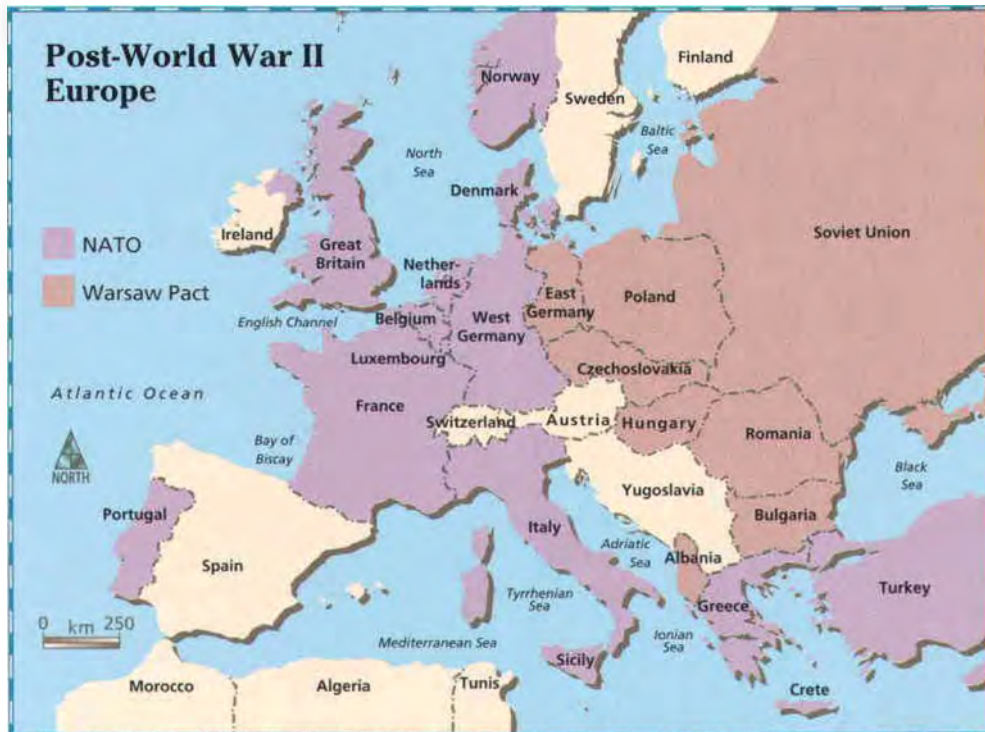 Post-World War II
Europe
NATO
Warsaw Pact
Norway
Sweden
Finland
Baltic
Sea
North
Sea
Denmark
Soviet Union
Ireland
Great
Britain
Nether-
lands
East
Germany
Poland
English Channel
Belgium
West
Germany
Luxembourg
Czechoslovakia
Atlantic Ocean
France
Switzerland
Austria
Hungary
Romania
NORTH
Bay of
Biscay
Black
Sea
Yugoslavia
Portugal
Italy
Bulgaria
Spain
Adriatic
Sea
Albania
Tyrrhenian
Sea
Greece
Turkey
0 km 250
Mediterranean Sea
Ionian
Sea
Sicily
Morocco
Algeria
Tunis
Crete